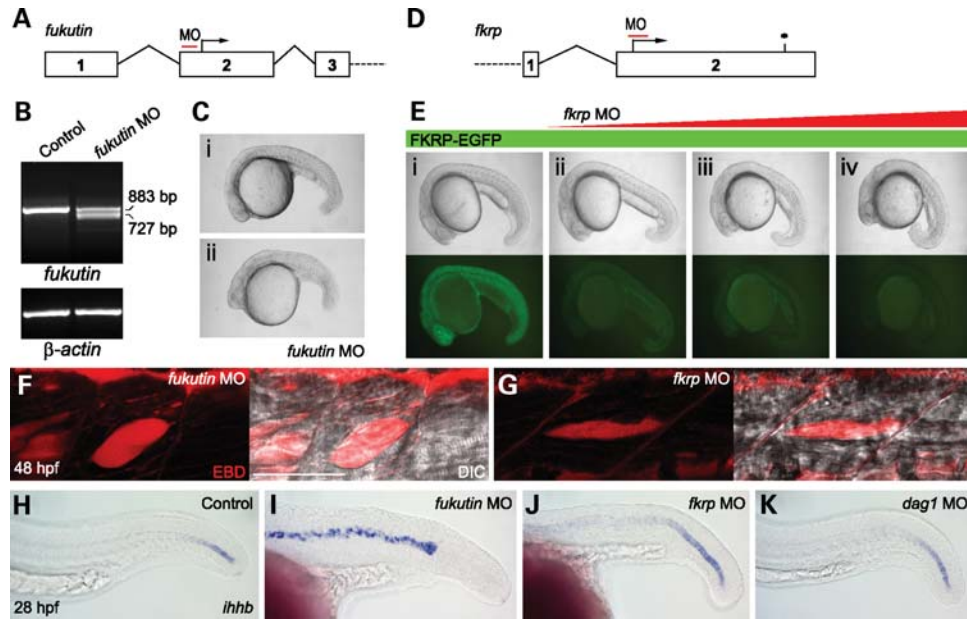 A fukutin
MO
1 2 3
D fkrp
MO
1 2
B
Control fukutin MO
883 bp
727 bp
fukutin
β-actin
C
i
ii
fukutin MO
E fkrp MO
FKRP-EGFP
i ii iii iv
F fukutin MO
48 hpf EBD DIC
G fkrp MO
H Control
28 hpf ihhb
I fukutin MO
J fkrp MO
K dag1 MO